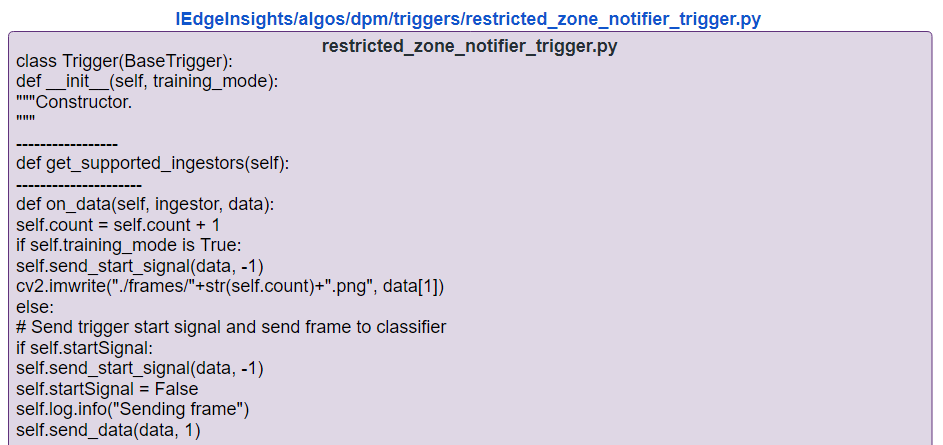 IEdgeInsights/algos/dpm/triggers/restricted_zone_notifier_trigger.py
restricted_zone_notifier_trigger.py
class Trigger(BaseTrigger):
def __init__(self, training_mode):
"""Constructor.
"""
-----------------
def get_supported_ingestors(self):
---------------------
def on_data(self, ingestor, data):
self.count = self.count + 1
if self.training_mode is True:
self.send_start_signal(data, -1)
cv2.imwrite("./frames/"+str(self.count)+".png", data[1])
else:
# Send trigger start signal and send frame to classifier
if self.startSignal:
self.send_start_signal(data, -1)
self.startSignal = False
self.log.info("Sending frame")
self.send_data(data, 1)